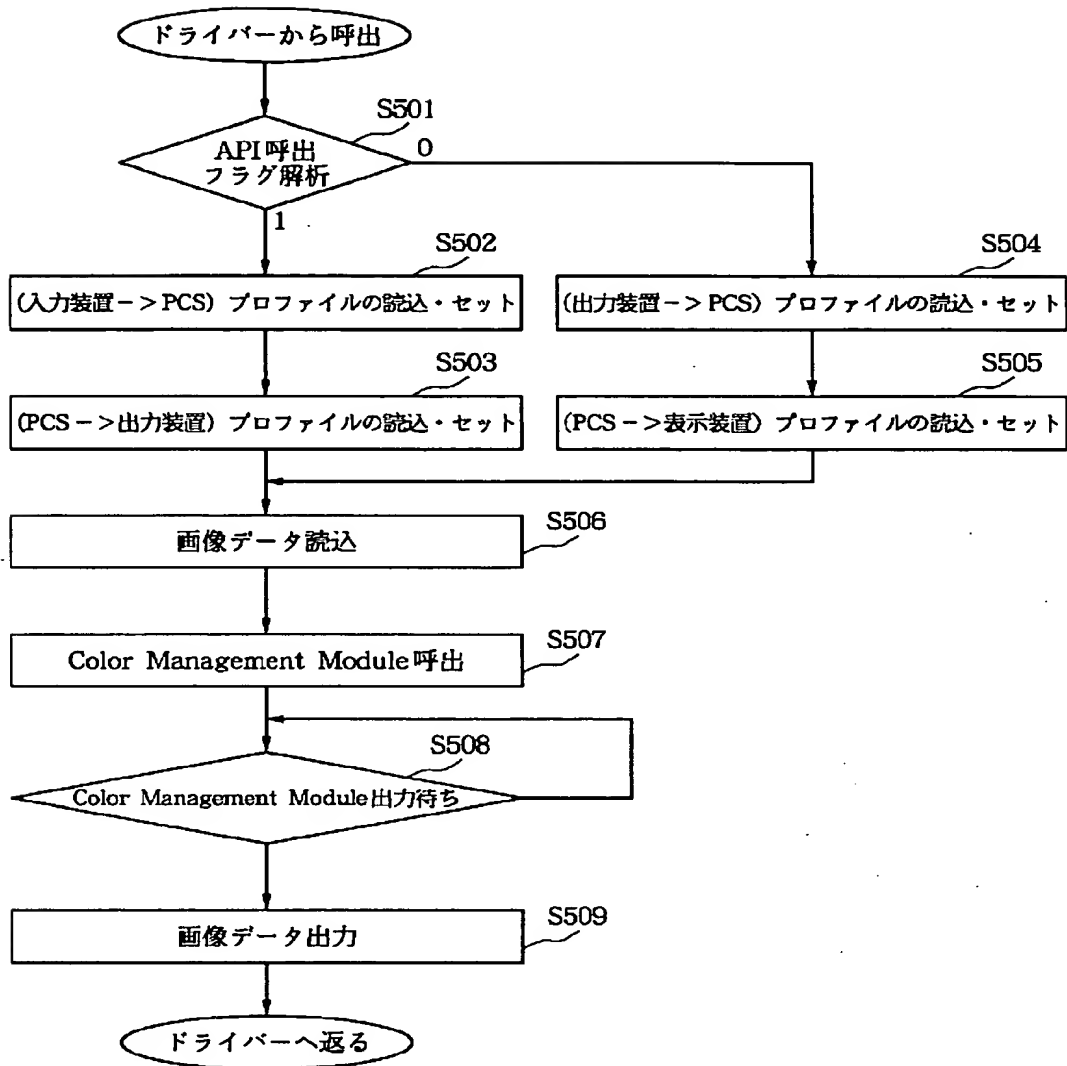 ドライバーから呼出
S501
API呼出
フラグ解析
0
1
S502
(入力装置->PCS) プロファイルの読込・セット
S504
(出力装置->PCS) プロファイルの読込・セット
S503
(PCS->出力装置) プロファイルの読込・セット
S505
(PCS->表示装置) プロファイルの読込・セット
S506
画像データ読込
S507
Color Management Module呼出
S508
Color Management Module出力待ち
S509
画像データ出力
ドライバーへ返る